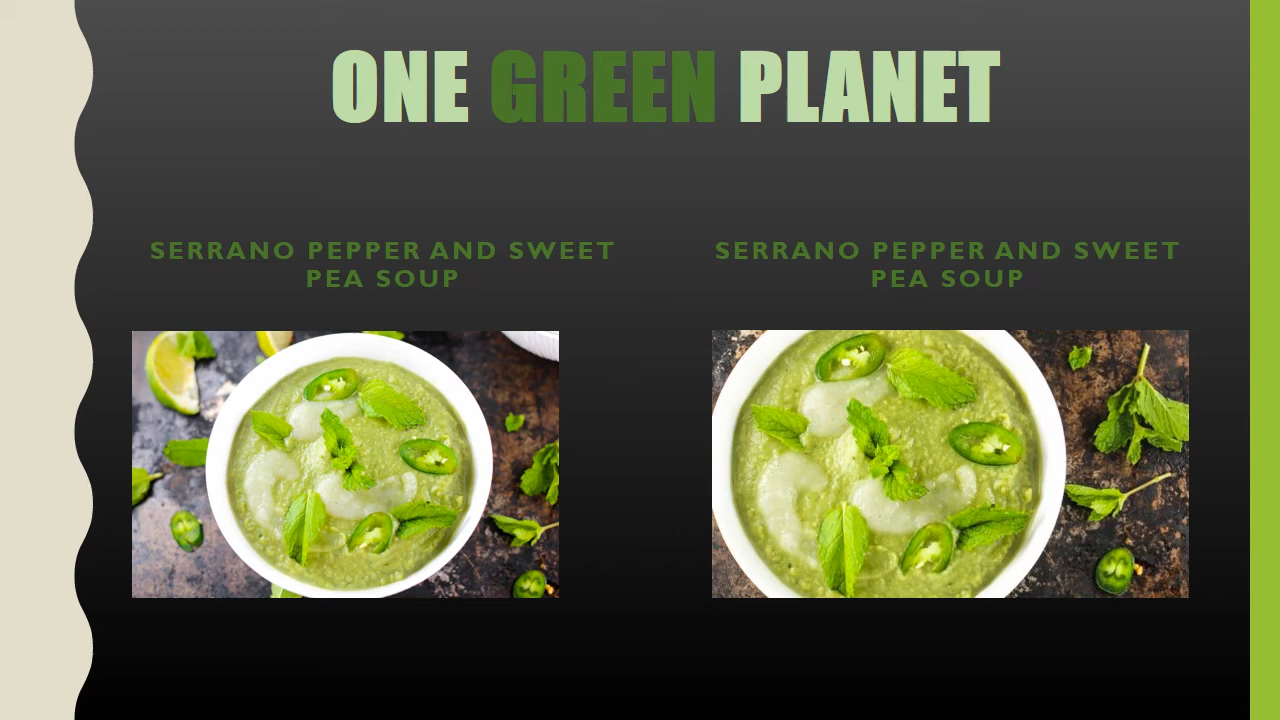 ONE GREEN PLANET
SERRANO PEPPER AND SWEET
PEA SOUP
SERRANO PEPPER AND SWEET
PEA SOUP